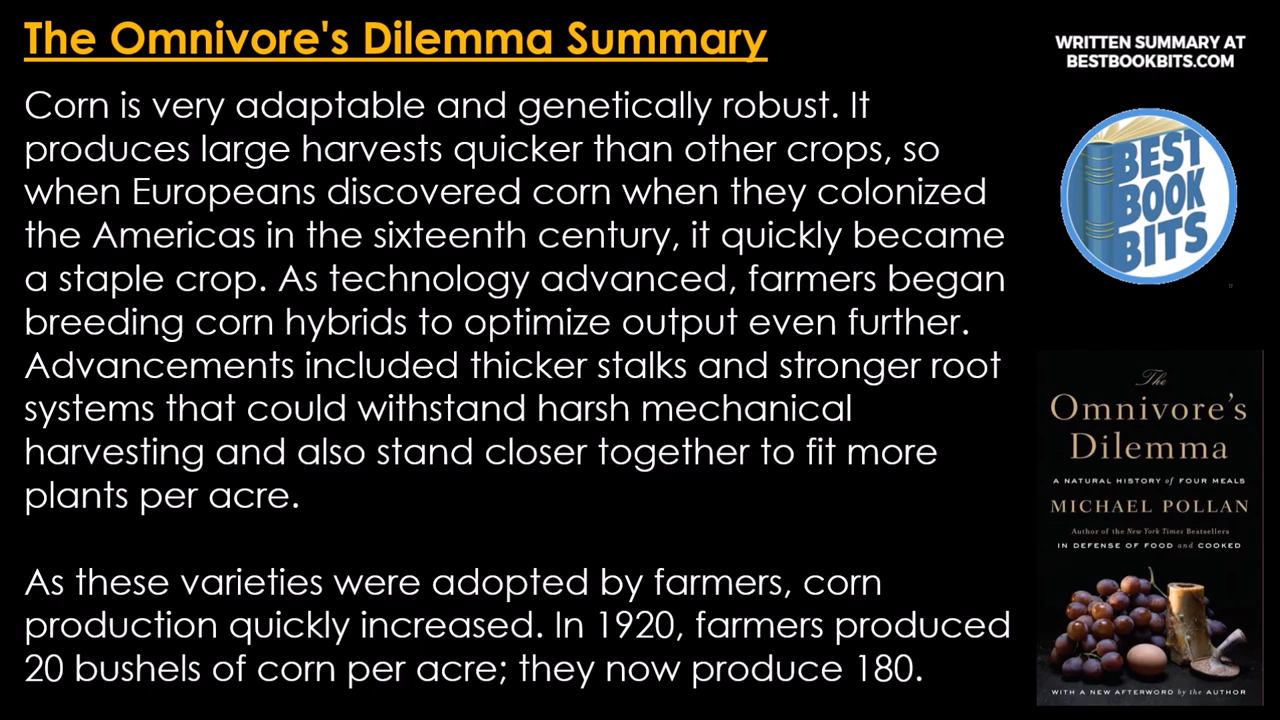 The Omnivore's Dilemma Summary
Corn is very adaptable and genetically robust. It
produces large harvests quicker than other crops, so
when Europeans discovered corn when they colonized
the Americas in the sixteenth century, it quickly became
a staple crop. As technology advanced, farmers began
breeding corn hybrids to optimize output even further.
Advancements included thicker stalks and stronger root
systems that could withstand harsh mechanical
harvesting and also stand closer together to fit more
plants per acre.
As these varieties were adopted by farmers, corn
production quickly increased. In 1920, farmers produced
20 bushels of corn per acre; they now produce 180.
WRITTEN SUMMARY AT
BESTBOOKBITS.COM
BEST
BOOK
BITS
The
Omnivore's
Dilemma
A NATURAL HISTORY of FOUR MEALS
MICHAEL POLLAN
Author of the New York Times Bestsellers
IN DEFENSE OF FOOD and COOKED
WITH A NEW AFTERWORD by the AUTHOR